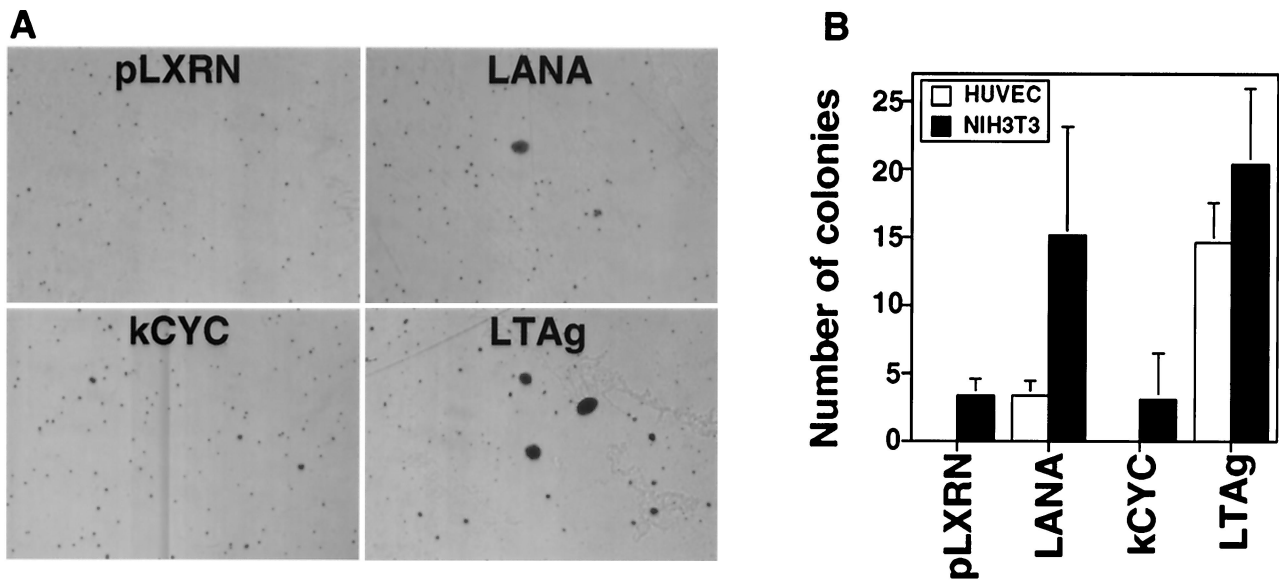 A
pLXRN
LANA
kCYC
LTAg
B
HUVEC
NIH3T3
Number of colonies
25
20
15
10
5
0
pLXRN
LANA
kCYC
LTAg